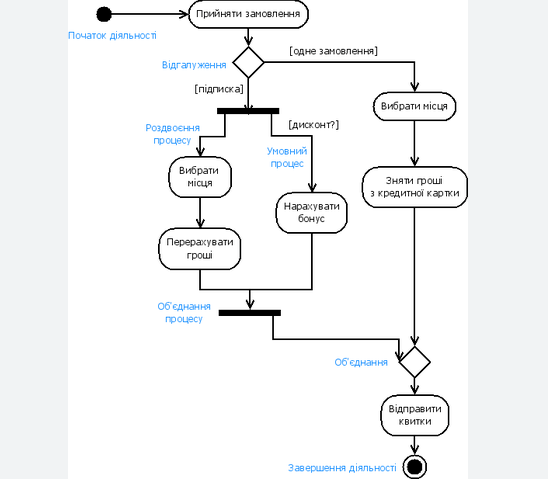 Прийняти замовлення
Початок діяльності
[одне замовлення]
Відгалуження
[підписка]
Вибрати місця
[дисконт?]
Роздвоєння
процесу
Умовний
процес
Вибрати
місця
Зняти гроші
з кредитної картки
Нарахувати
бонус
Перерахувати
гроші
Об'єднання
процесу
Об'єднання
Відправити
квитки
Завершення діяльності